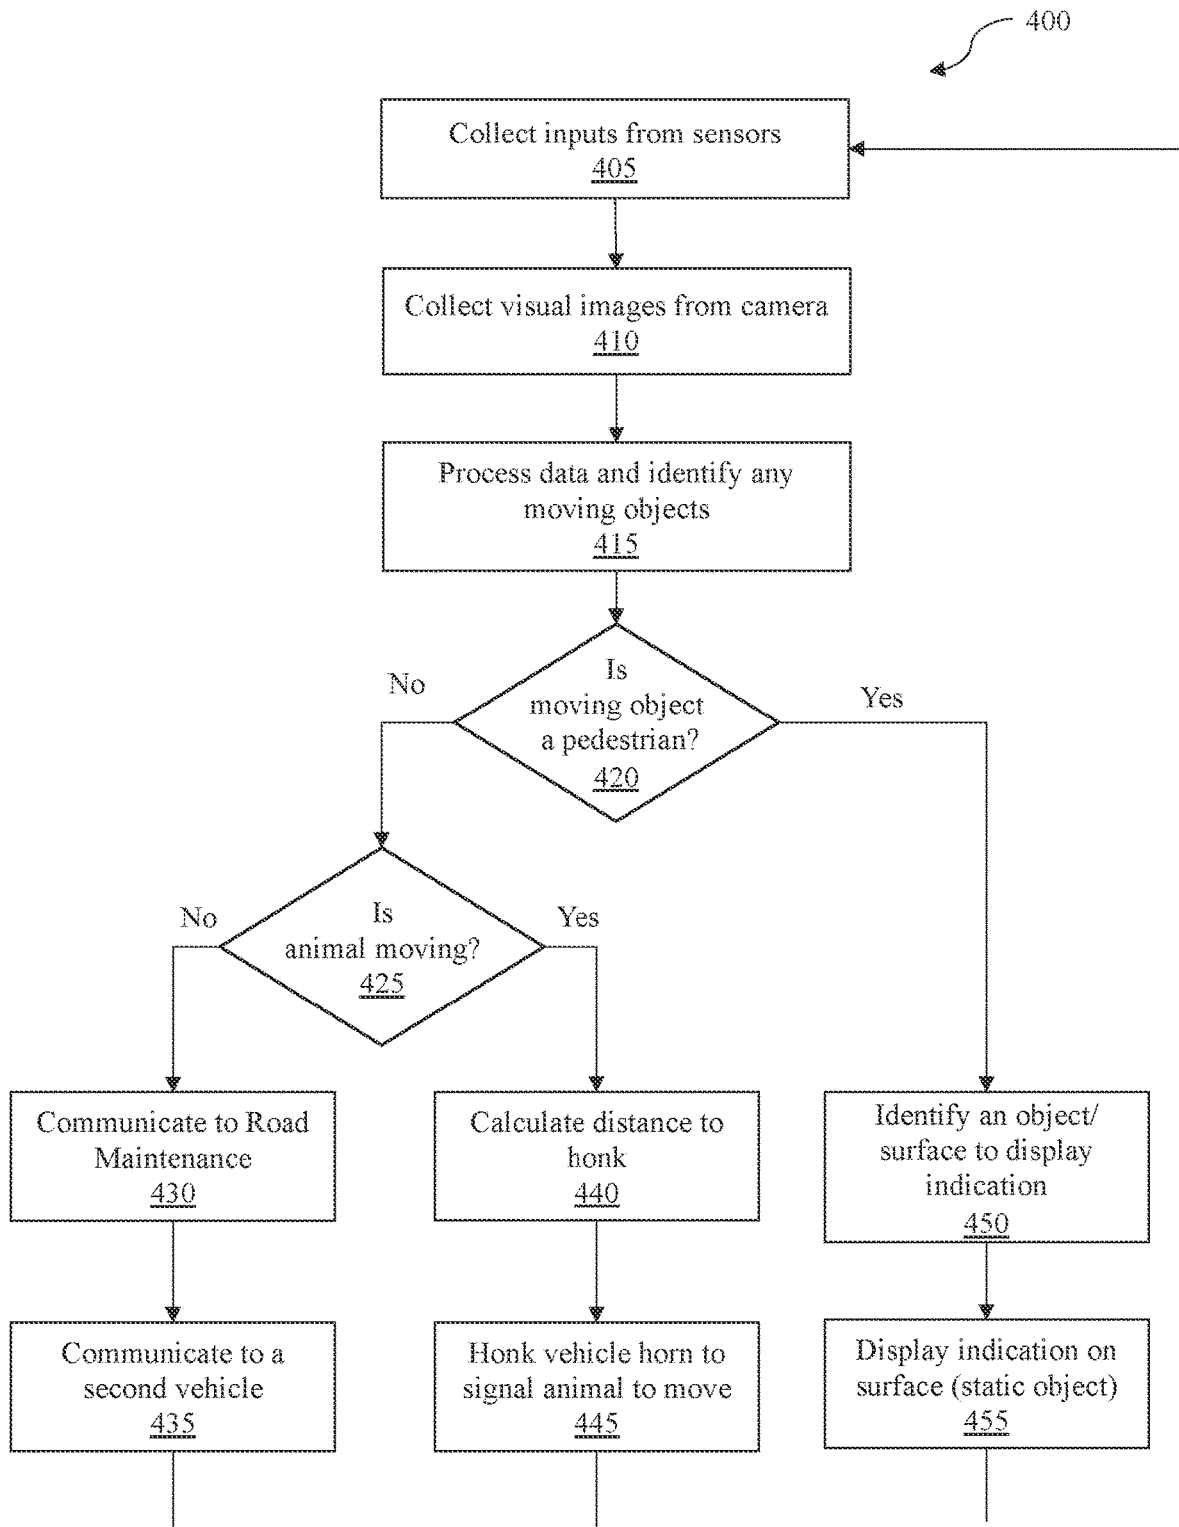 400
Collect inputs from sensors
405
Collect visual images from camera
410
Process data and identify any
moving objects
415
Is
moving object
a pedestrian?
420
No
Yes
Is
animal moving?
425
No
Yes
Communicate to Road
Maintenance
430
Calculate distance to
honk
440
Identify an object/
surface to display
indication
450
Communicate to a
second vehicle
435
Honk vehicle horn to
signal animal to move
445
Display indication on
surface (static object)
455